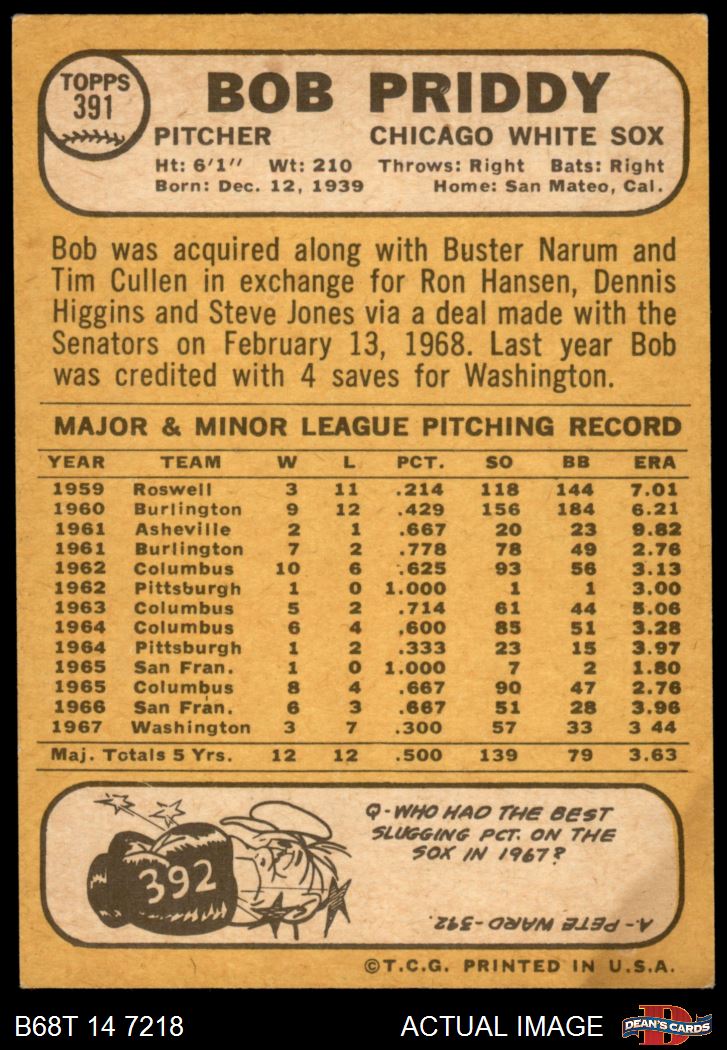 TOPPS
391
BOB PRIDDY
PITCHER CHICAGO WHITE SOX
Ht: 6'1" Wt: 210 Throws: Right Bats: Right
Born: Dec. 12, 1939 Home: San Mateo, Cal.
Bob was acquired along with Buster Narum and
Tim Cullen in exchange for Ron Hansen, Dennis
Higgins and Steve Jones via a deal made with the
Senators on February 13, 1968. Last year Bob
was credited with 4 saves for Washington.
MAJOR & MINOR LEAGUE PITCHING RECORD
YEAR TEAM W L PCT. SO BB ERA
1959 Roswell 3 11 .214 118 144 7.01
1960 Burlington 9 12 .429 156 184 6.21
1961 Asheville 2 1 .667 20 23 9.82
1961 Burlington 7 2 .778 78 49 2.76
1962 Columbus 10 6 .625 93 56 3.13
1962 Pittsburgh 1 0 1.000 1 1 3.00
1963 Columbus 5 2 .714 61 44 5.06
1964 Columbus 6 4 .600 85 51 3.28
1964 Pittsburgh 1 2 .333 23 15 3.97
1965 San Fran. 1 0 1.000 7 2 1.80
1965 Columbus 8 4 .667 90 47 2.76
1966 San Fran. 6 3 .667 51 28 3.96
1967 Washington 3 7 .300 57 33 3 44
Maj. Totals 5 Yrs. 12 12 .500 139 79 3.63
392
Q-WHO HAD THE BEST
SLUGGING PCT. ON THE
SOX IN 1967?
A-PETE WARD-392.
©T.C.G. PRINTED IN U.S.A.
B68T 14 7218 ACTUAL IMAGE
D
DEAN'S CARDS